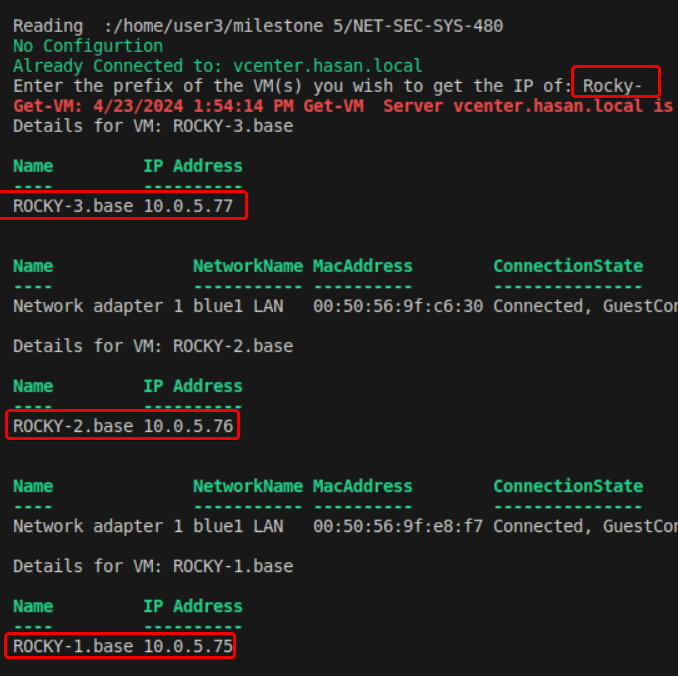 Reading  :/home/user3/milestone 5/NET-SEC-SYS-480
No Configurtion
Already Connected to: vcenter.hasan.local
Enter the prefix of the VM(s) you wish to get the IP of: Rocky-
Get-VM: 4/23/2024 1:54:14 PM Get-VM  Server vcenter.hasan.local is
Details for VM: ROCKY-3.base
Name         IP Address
----         ----------
ROCKY-3.base 10.0.5.77
Name              NetworkName MacAddress        ConnectionState
----              ----------- ----------        ---------------
Network adapter 1 blue1 LAN   00:50:56:9f:c6:30 Connected, GuestCon
Details for VM: ROCKY-2.base
Name         IP Address
----         ----------
ROCKY-2.base 10.0.5.76
Name              NetworkName MacAddress        ConnectionState
----              ----------- ----------        ---------------
Network adapter 1 blue1 LAN   00:50:56:9f:e8:f7 Connected, GuestCon
Details for VM: ROCKY-1.base
Name         IP Address
----         ----------
ROCKY-1.base 10.0.5.75